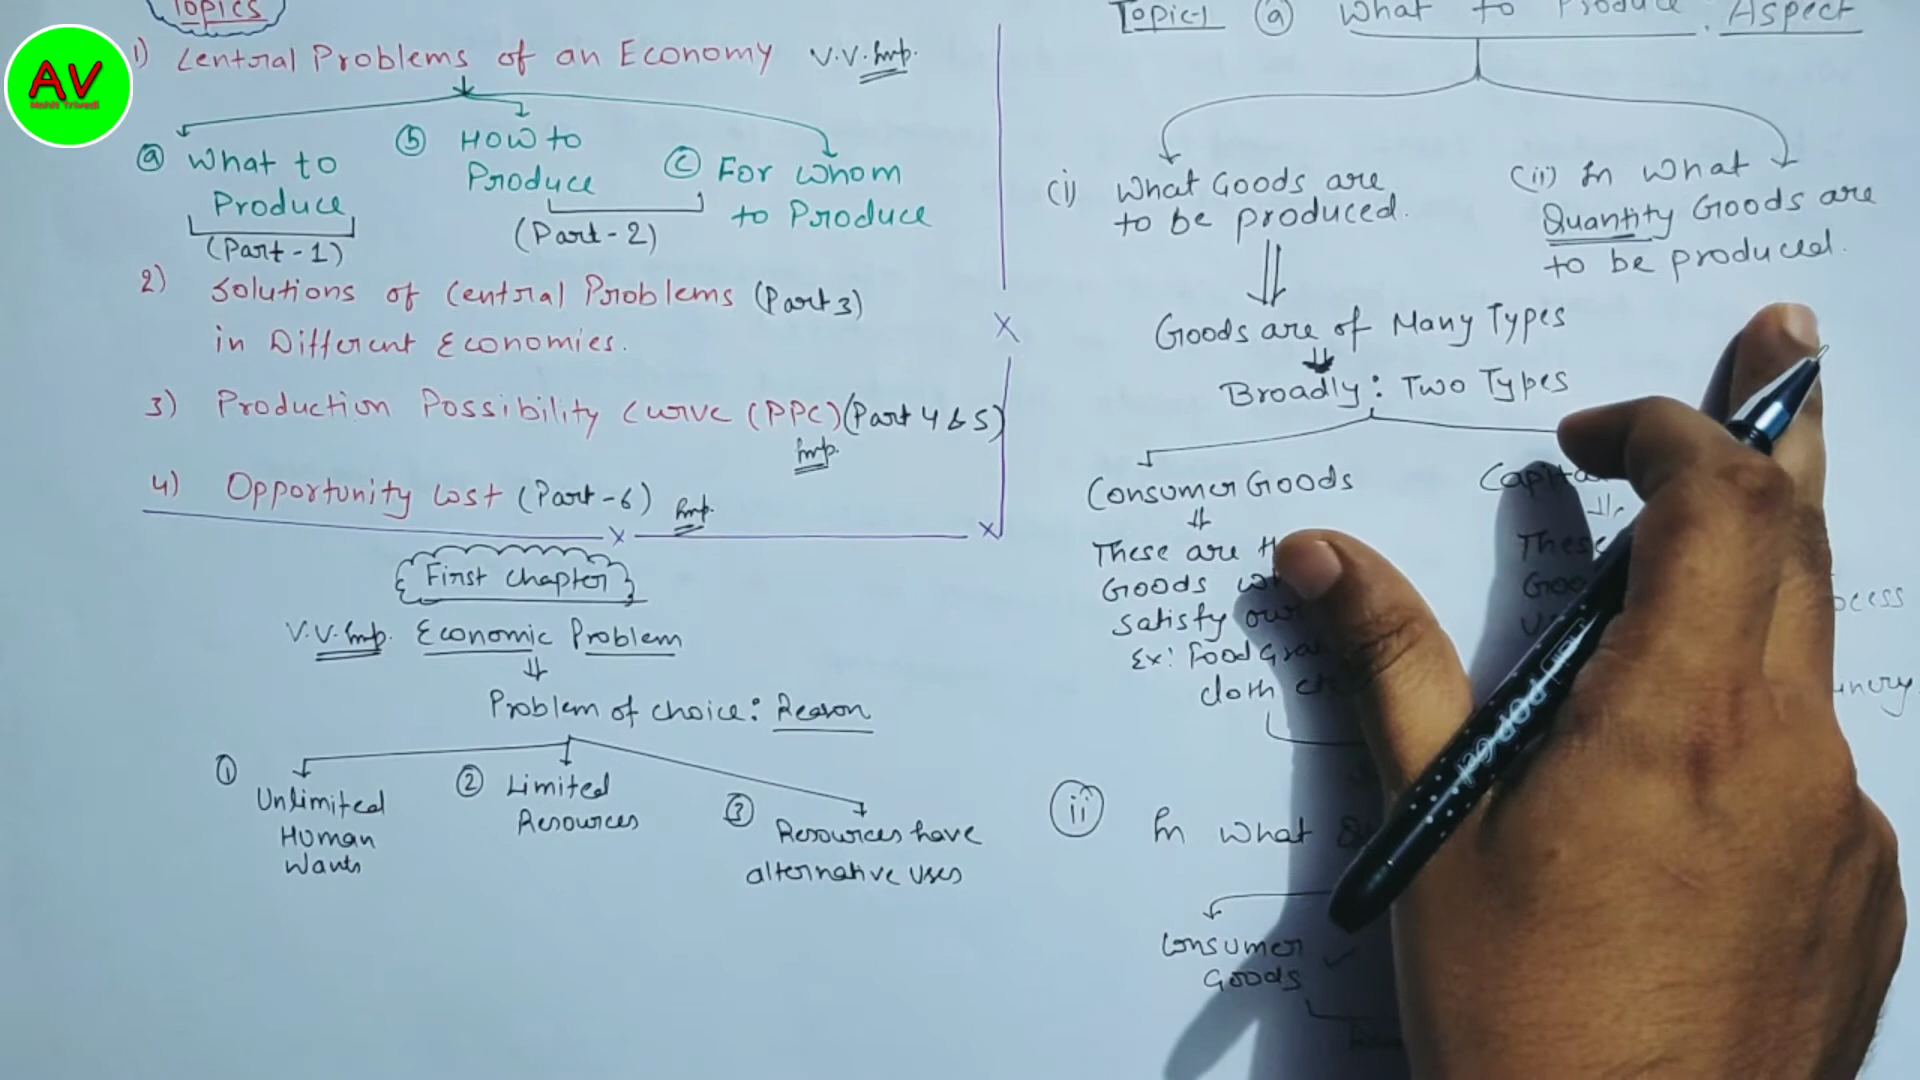 AV
Mohit Trivedi
Topics
1) Central Problems of an Economy V.V.Imp.
(a) What to
Produce
(Part-1)
(b) How to
Produce
(c) For whom
to Produce
(Part-2)
2) Solutions of Central Problems (Part 3)
in Different Economies.
3) Production Possibility Curve (PPC) (Part 4 & 5)
Imp.
4) Opportunity Cost (Part-6) Imp.
First Chapter
V.V.Imp. Economic Problem
Problem of choice: Reason
① Unlimited
Human
Wants
② Limited
Resources
③ Resources have
alternative uses
Topic-1 (a) What to Produce. Aspect
(i) What Goods are
to be produced.
(ii) In What
Quantity Goods are
to be produced.
Goods are of Many Types
Broadly: Two Types
Consumer Goods
These are
Goods
satisfy
Ex: Food
cloth
(ii) In What
Consumer
Goods